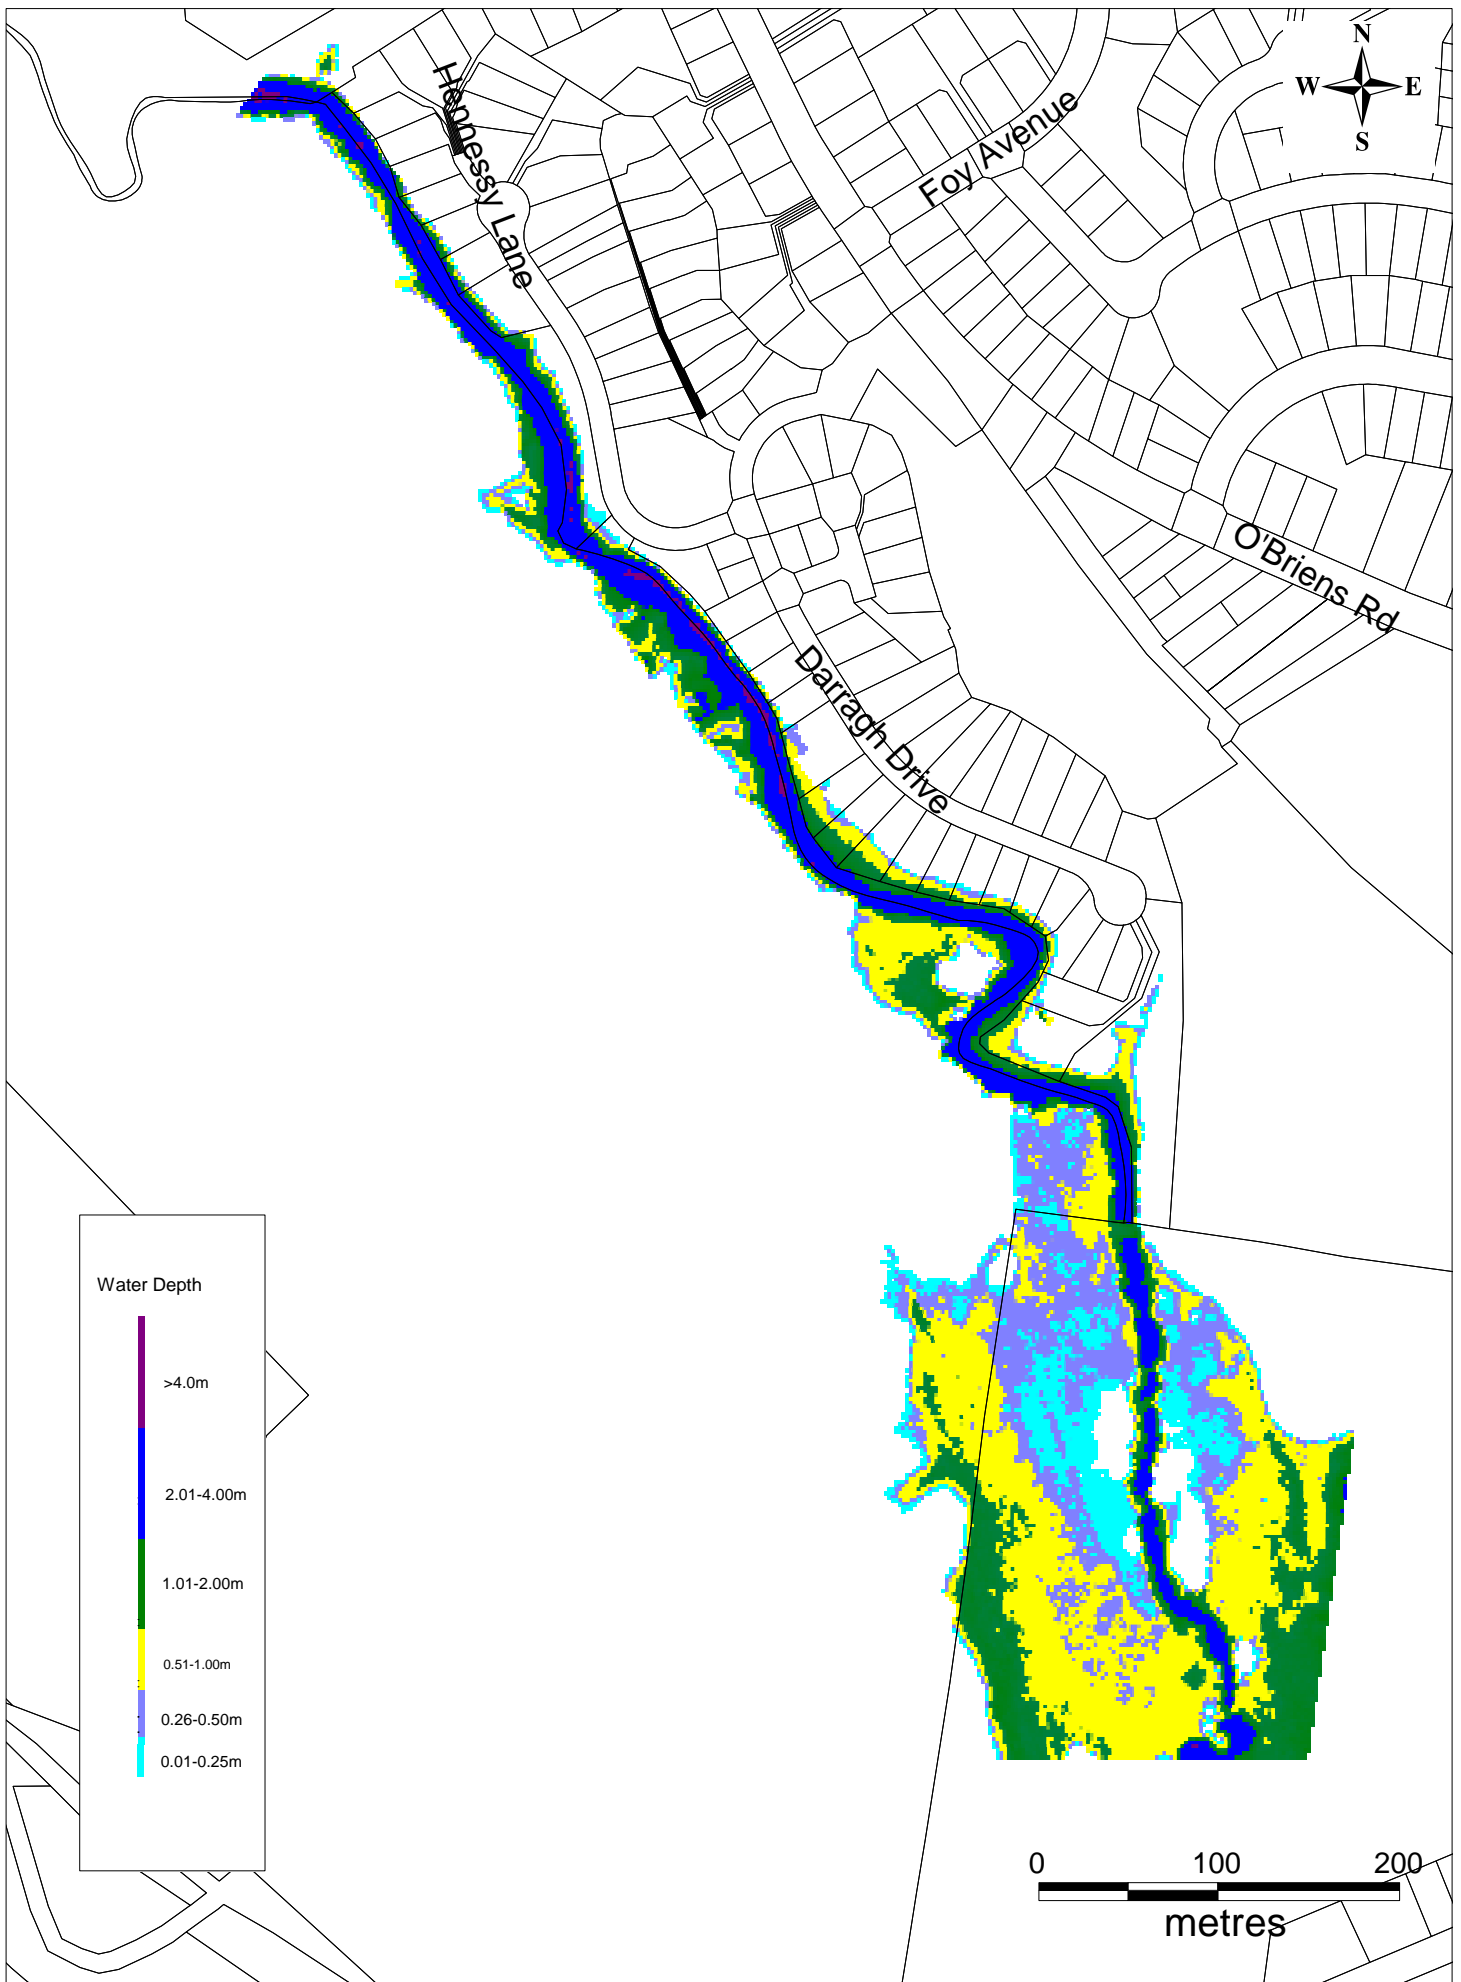 N
W E
S
Hennessy Lane
Foy Avenue
O'Briens Rd
Darragh Drive
Water Depth
>4.0m
2.01-4.00m
1.01-2.00m
0.51-1.00m
0.26-0.50m
0.01-0.25m
0 100 200
metres